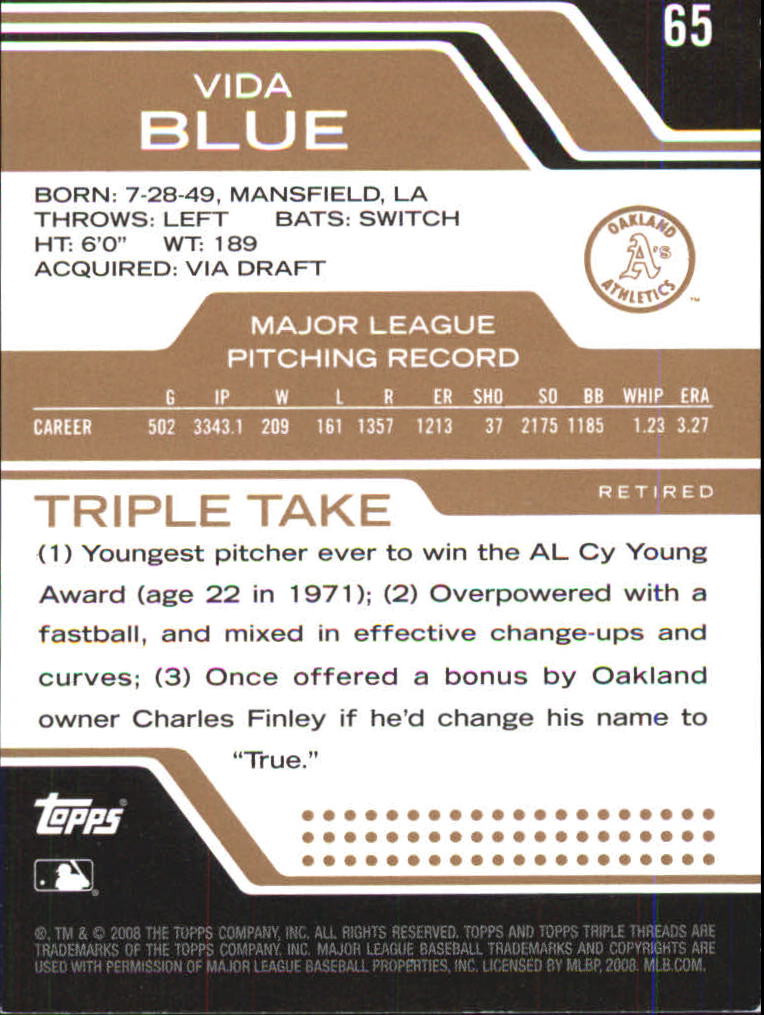 65
VIDA
BLUE
BORN: 7-28-49, MANSFIELD, LA
THROWS: LEFT BATS: SWITCH
HT: 6'0" WT: 189
ACQUIRED: VIA DRAFT
OAKLAND
A's
ATHLETICS
™
MAJOR LEAGUE
PITCHING RECORD
G IP W L R ER SHO SO BB WHIP ERA
CAREER 502 3343.1 209 161 1357 1213 37 2175 1185 1.23 3.27
RETIRED
TRIPLE TAKE
(1) Youngest pitcher ever to win the AL Cy Young
Award (age 22 in 1971); (2) Overpowered with a
fastball, and mixed in effective change-ups and
curves; (3) Once offered a bonus by Oakland
owner Charles Finley if he'd change his name to
“True.”
Topps®
®
®, TM & © 2008 THE TOPPS COMPANY, INC. ALL RIGHTS RESERVED. TOPPS AND TOPPS TRIPLE THREADS ARE
TRADEMARKS OF THE TOPPS COMPANY, INC. MAJOR LEAGUE BASEBALL TRADEMARKS AND COPYRIGHTS ARE
USED WITH PERMISSION OF MAJOR LEAGUE BASEBALL PROPERTIES, INC. LICENSED BY MLBP, 2008. MLB.COM.